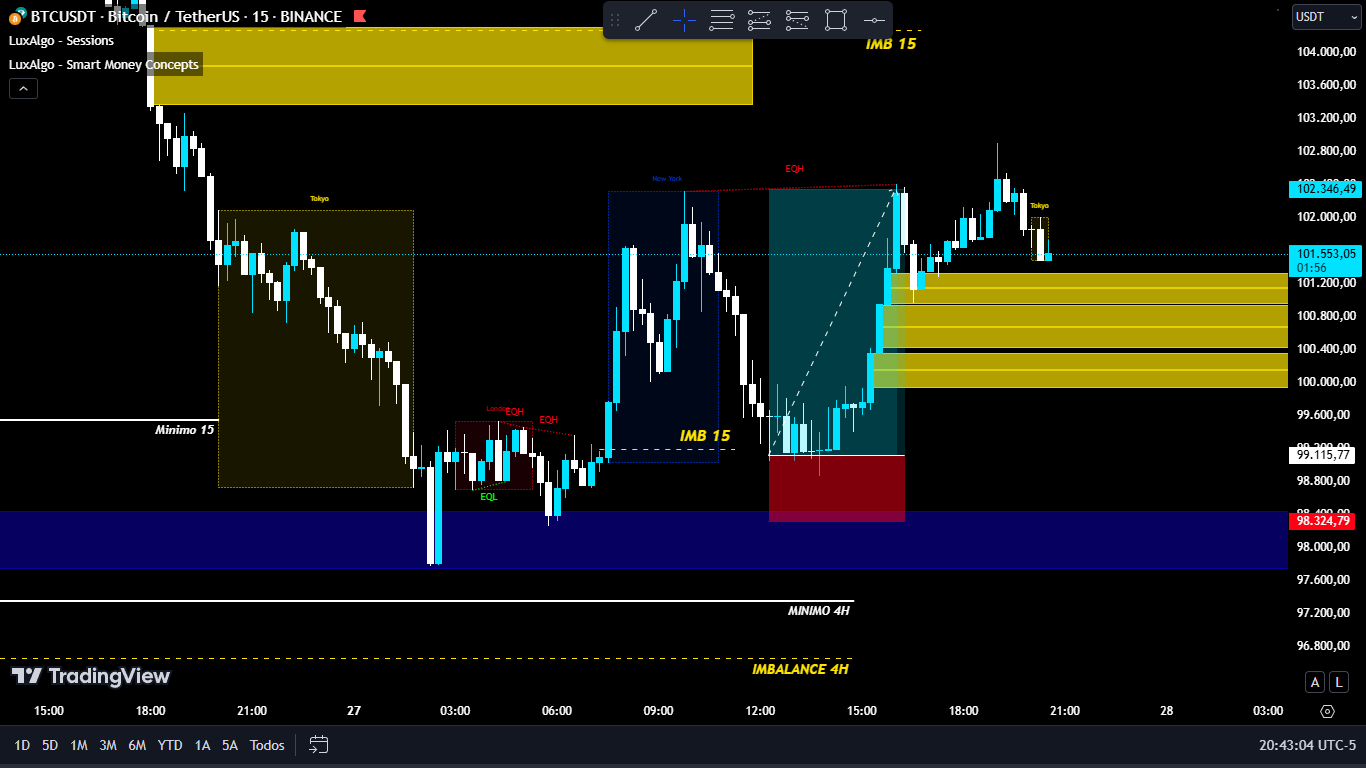 BTCUSDT · Bitcoin / TetherUS · 15 · BINANCE
USDT
LuxAlgo - Sessions
IMB 15
LuxAlgo - Smart Money Concepts
104.000,00
103.600,00
103.200,00
102.800,00
102.346,49
102.000,00
101.553,05
01:56
101.200,00
100.800,00
100.400,00
100.000,00
99.600,00
99.115,77
98.800,00
98.324,79
98.000,00
97.600,00
97.200,00
96.800,00
EQH
New York
Tokyo
Tokyo
EQH
EQH
Minimo 15
IMB 15
EQL
MINIMO 4H
IMBALANCE 4H
TradingView
A L
15:00 18:00 21:00 27 03:00 06:00 09:00 12:00 15:00 18:00 21:00 28 03:00
1D 5D 1M 3M 6M YTD 1A 5A Todos
20:43:04 UTC-5